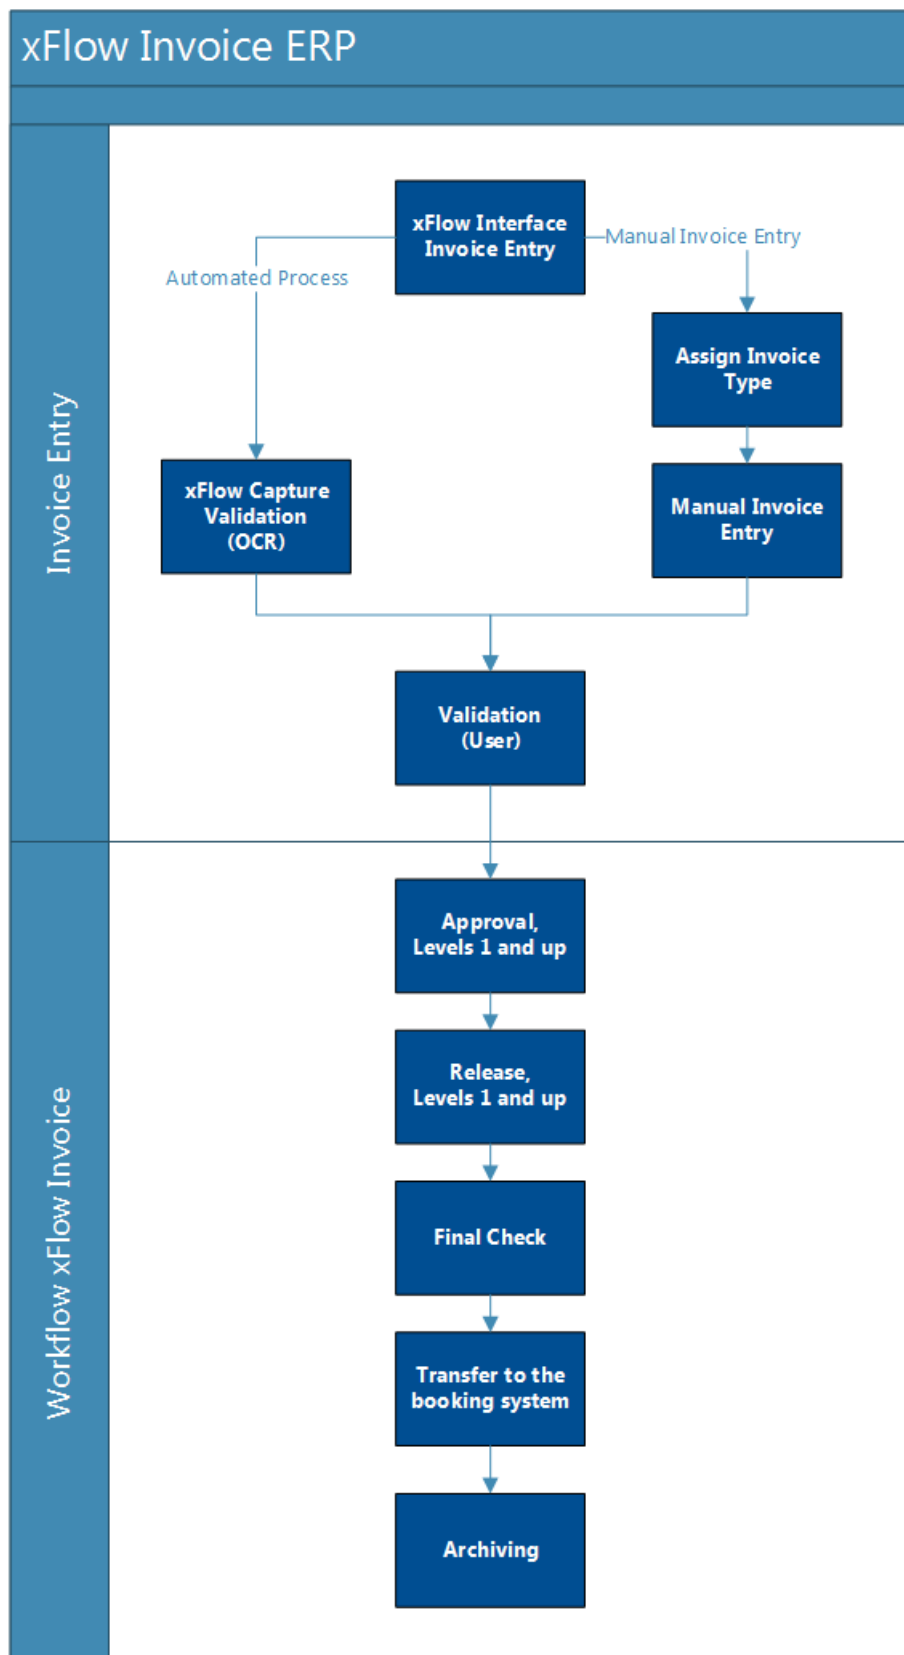 xFlow Invoice ERP
Invoice Entry
xFlow Interface
Invoice Entry
Manual Invoice Entry
Automated Process
Assign Invoice
Type
xFlow Capture
Validation
(OCR)
Manual Invoice
Entry
Validation
(User)
Workflow xFlow Invoice
Approval,
Levels 1 and up
Release,
Levels 1 and up
Final Check
Transfer to the
booking system
Archiving